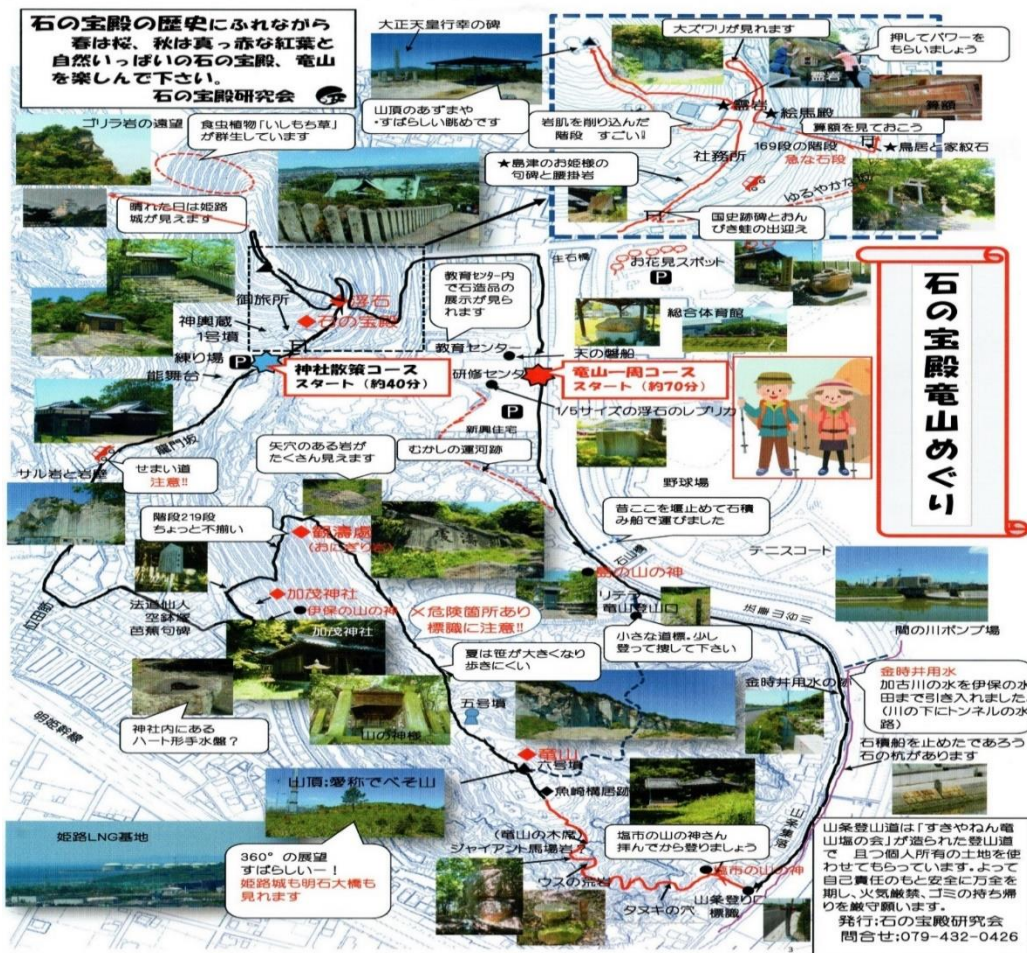 石の宝殿の歴史にふれながら
春は桜、秋は真っ赤な紅葉と
自然いっぱいの石の宝殿、竜山
を楽しんで下さい。
石の宝殿研究会
大正天皇行幸の碑
大ズワリが見れます
押してパワーを
もらいましょう
霊岩
山頂のあずまや
・すばらしい眺めです
岩肌を削り込んだ
階段 すごい!!
★霊岩
★絵馬殿
算額
算額を見ておこう
社務所
169段の階段
急な石段
★鳥居と家紋石
ゆるやかな
★島津のお姫様の
句碑と腰掛岩
国史跡碑とおん
びき蛙の出迎え
ゴリラ岩の遠望
食虫植物「いしもち草」
が群生しています
晴れた日は姫路
城が見えます
生石橋
お花見スポット
P
総合体育館
石の宝殿竜山めぐり
教育センター内
で石造品の
展示が見ら
れます
御旅所
浮石
◆石の宝殿
神輿蔵
1号墳
練り場
P
能舞台
神社散策コース
スタート（約40分）
教育センター
天の磐船
研修センタ
竜山一周コース
スタート（約70分）
1/5サイズの浮石のレプリカ
P
新興住宅
龍門坂
矢穴のある岩が
たくさん見えます
むかしの運河跡
サル岩と岩壁
せまい道
注意!!
野球場
昔ここを堰止めて石積
み船で運びました
階段219段
ちょっと不揃い
◆観濤處
テニスコート
石山橋
島の山の神
法道仙人
空鉢塚
芭蕉句碑
◆加茂神社
●伊保の山の神
加茂神社
×危険箇所あり
標識に注意!!
リテア
竜山登山口
間の川ポンプ場
小さな道標。少し
登って捜して下さい
夏は笹が大きくなり
歩きにくい
金時井用水の跡
金時井用水
加古川の水を伊保の水
田まで引き入れました
(川の下にトンネルの水
路)
五号墳
神社内にある
ハート形手水盤?
山の神様
明姫幹線
石積船を止めたであろう
石の杭があります
◆竜山
六号墳
◆魚崎構居跡
山頂:愛称でべそ山
姫路LNG基地
360°の展望
すばらしいー!
姫路城も明石大橋も
見れます
(竜山の木席)
ジャイアント馬場岩?
塩市の山の神さん
拝んでから登りましょう
ウスの荒岩
塩市の山の神
タヌキの穴
山条登り口
標識
山条集落
山条登山道は「すきやねん竜
山塩の会」が造られた登山道
で 且つ個人所有の土地を使
わせてもらっています。よって
自己責任のもと安全に万全を
期し、火気厳禁、ゴミの持ち帰
りを厳守願います。
発行:石の宝殿研究会
問合せ:079-432-0426
3